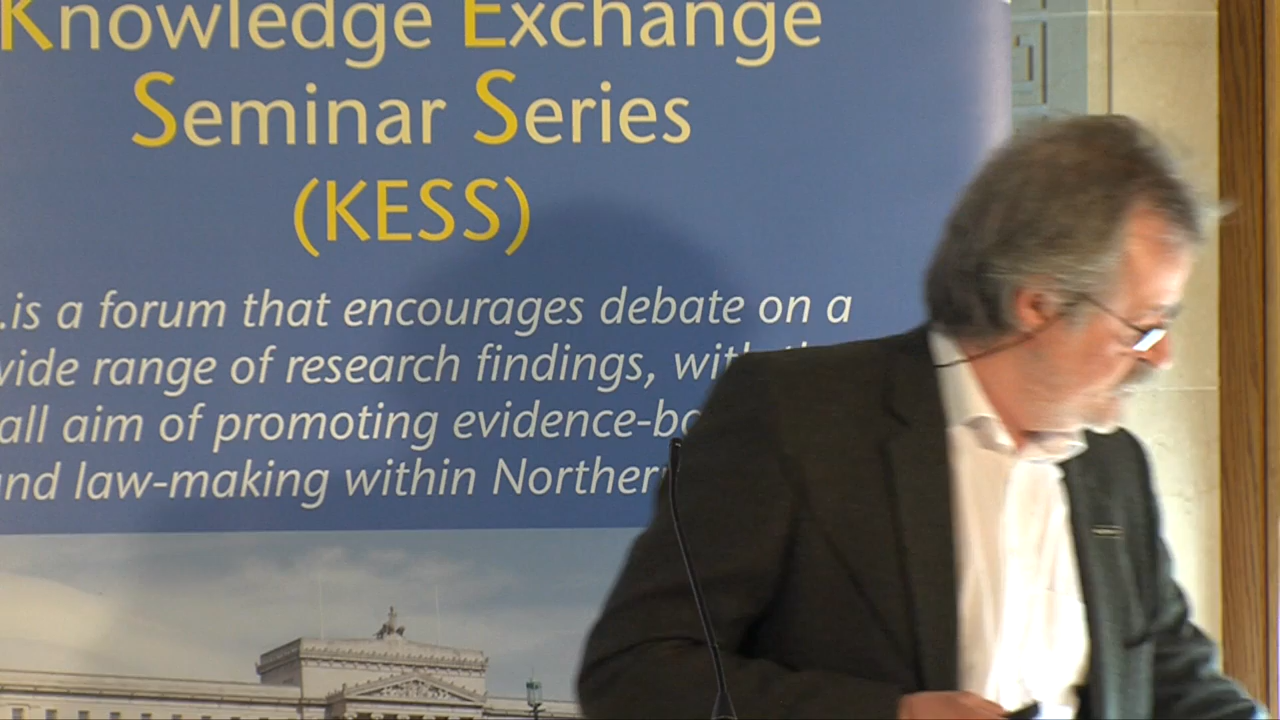 Knowledge Exchange
Seminar Series
(KESS)
..is a forum that encourages debate on a
wide range of research findings, with
all aim of promoting evidence-
and law-making within Northern